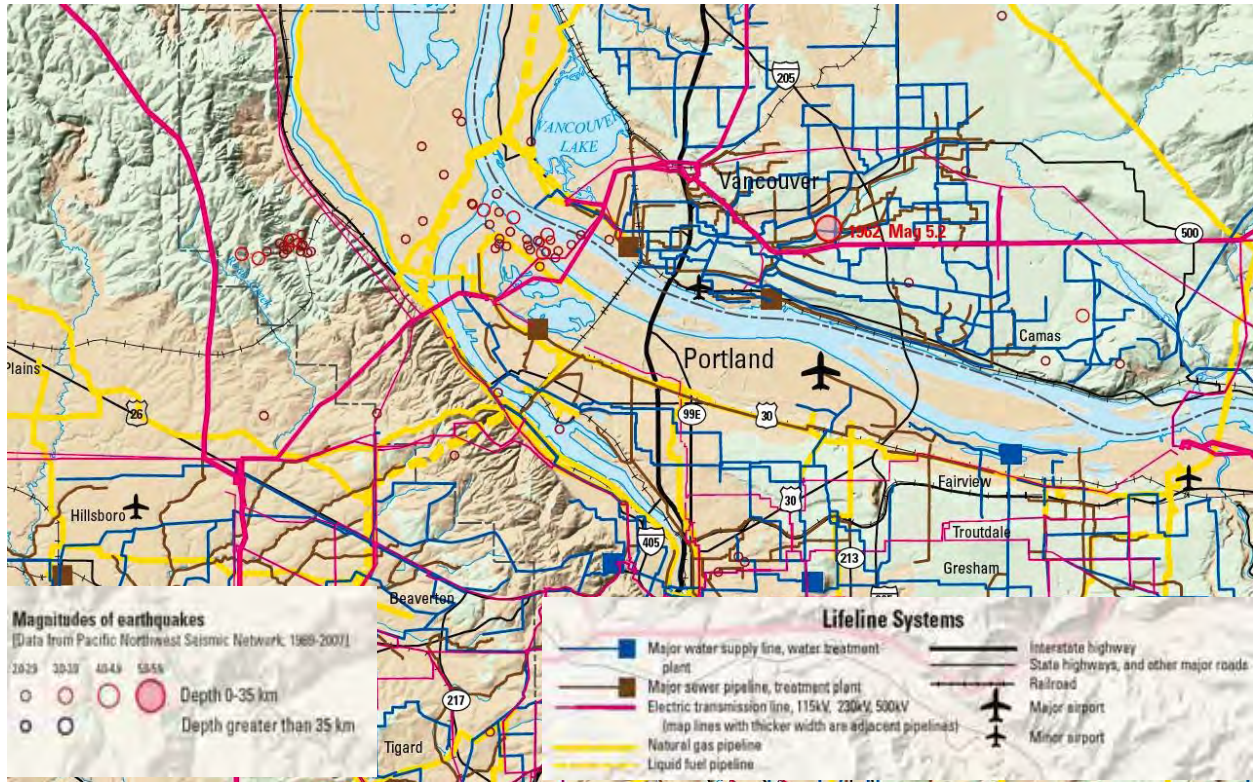 205
VANCOUVER
LAKE
Vancouver
1962 Mag 5.2
500
Camas
Portland
Plains
26
99E
30
Hillsboro
30
Fairview
405
Troutdale
213
Gresham
Beaverton
217
Tigard
Magnitudes of earthquakes
[Data from Pacific Northwest Seismic Network, 1969-2007]
2.0-2.9 3.0-3.9 4.0-4.9 5.0-5.9
Depth 0-35 km
Depth greater than 35 km
Lifeline Systems
Major water supply line, water treatment
plant
Major sewer pipeline, treatment plant
Electric transmission line, 115kV, 230kV, 500kV
(map lines with thicker width are adjacent pipelines)
Natural gas pipeline
Liquid fuel pipeline
Interstate highway
State highways, and other major roads
Railroad
Major airport
Minor airport